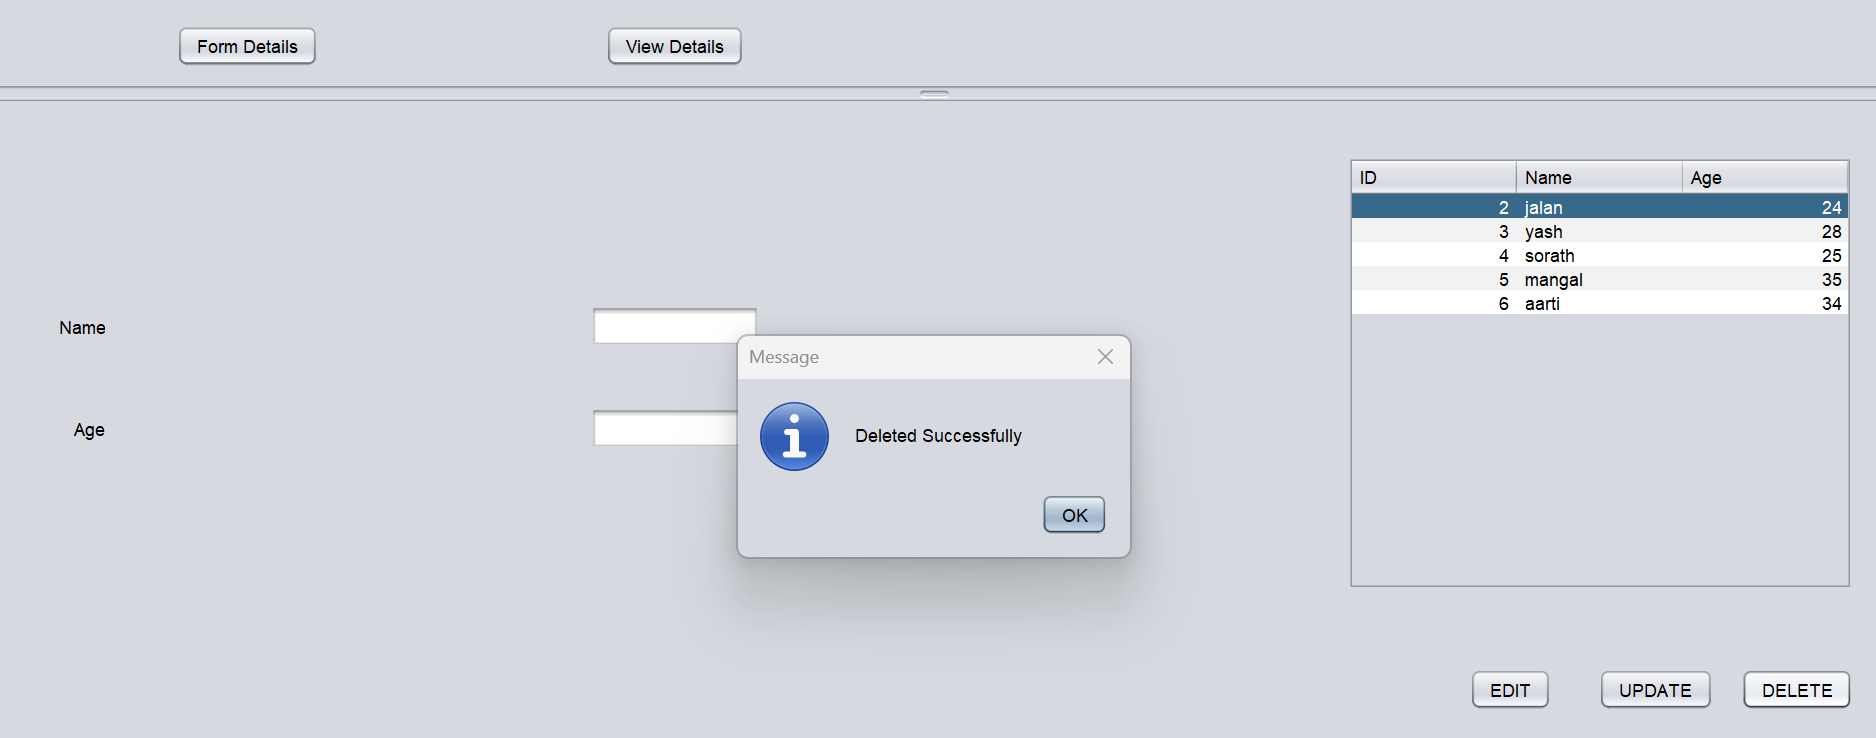 Form Details View Details
ID Name Age
2 jalan 24
3 yash 28
4 sorath 25
5 mangal 35
6 aarti 34
Name
Age
Message
Deleted Successfully
OK
EDIT UPDATE DELETE